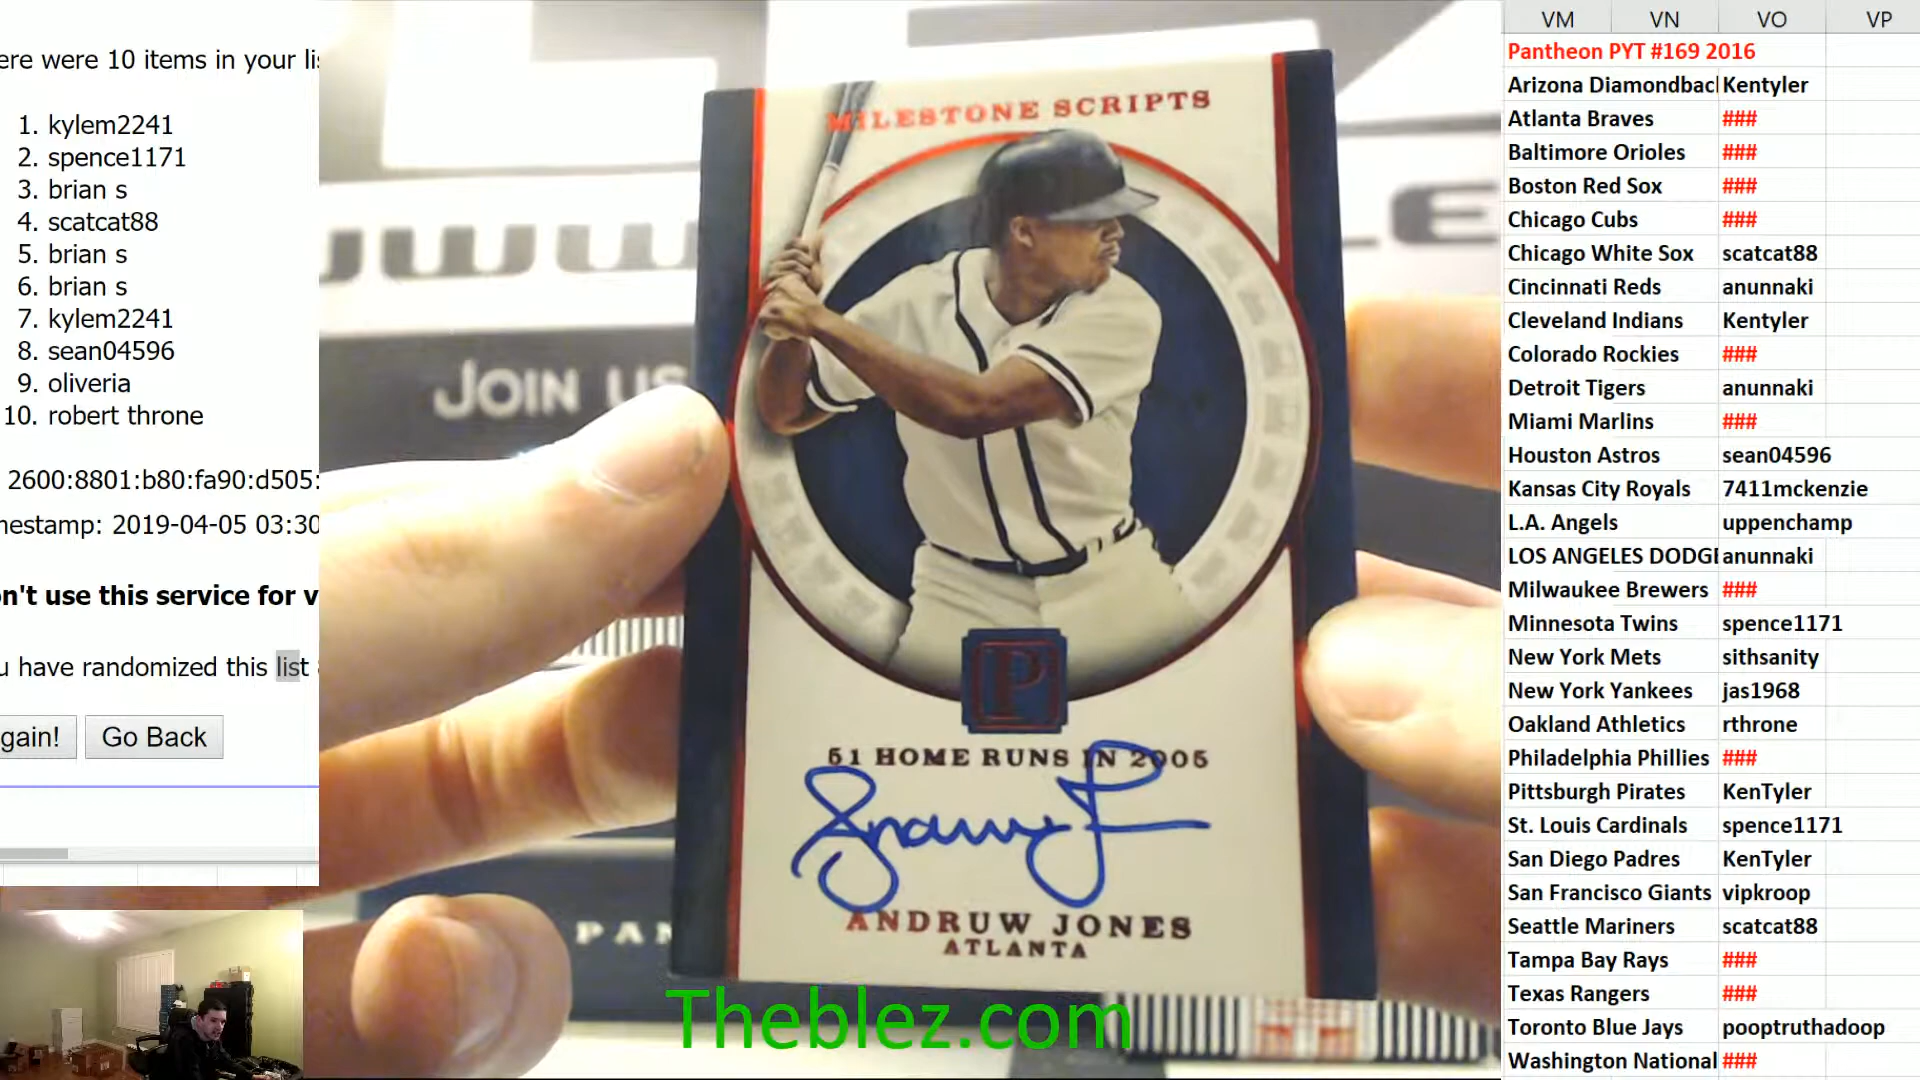 ere were 10 items in your lis
1. kylem2241
2. spence1171
3. brian s
4. scatcat88
5. brian s
6. brian s
7. kylem2241
8. sean04596
9. oliveria
10. robert throne
2600:8801:b80:fa90:d505:
nestamp: 2019-04-05 03:30
n't use this service for v
u have randomized this list
gain! Go Back
MILESTONE SCRIPTS
JOIN US
P
51 HOME RUNS IN 2005
ANDRUW JONES
ATLANTA
PAN
Theblez.com
VM VN VO VP
Pantheon PYT #169 2016
Arizona Diamondbac Kentyler
Atlanta Braves ###
Baltimore Orioles ###
Boston Red Sox ###
Chicago Cubs ###
Chicago White Sox scatcat88
Cincinnati Reds anunnaki
Cleveland Indians Kentyler
Colorado Rockies ###
Detroit Tigers anunnaki
Miami Marlins ###
Houston Astros sean04596
Kansas City Royals 7411mckenzie
L.A. Angels uppenchamp
LOS ANGELES DODGE anunnaki
Milwaukee Brewers ###
Minnesota Twins spence1171
New York Mets sithsanity
New York Yankees jas1968
Oakland Athletics rthrone
Philadelphia Phillies ###
Pittsburgh Pirates KenTyler
St. Louis Cardinals spence1171
San Diego Padres KenTyler
San Francisco Giants vipkroop
Seattle Mariners scatcat88
Tampa Bay Rays ###
Texas Rangers ###
Toronto Blue Jays pooptruthadoop
Washington National ###